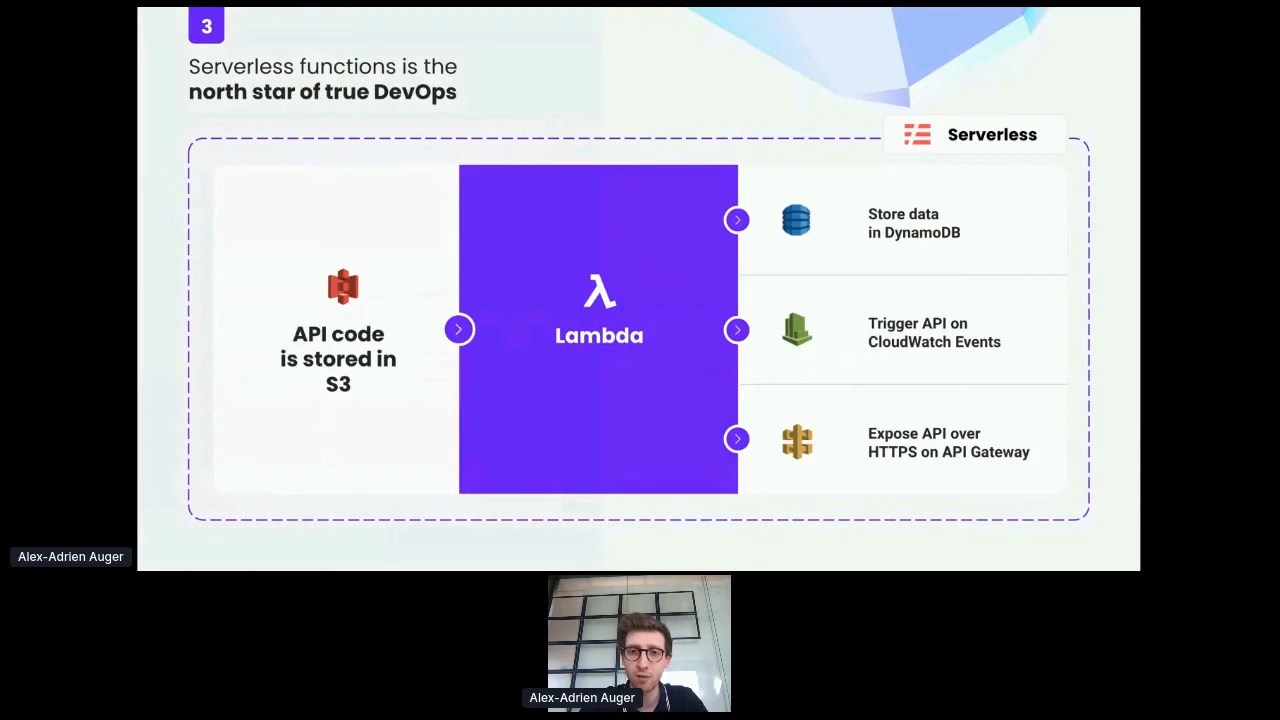 3
Serverless functions is the
north star of true DevOps
Serverless
API code
is stored in
S3
λ
Lambda
Store data
in DynamoDB
Trigger API on
CloudWatch Events
Expose API over
HTTPS on API Gateway
Alex-Adrien Auger
Alex-Adrien Auger